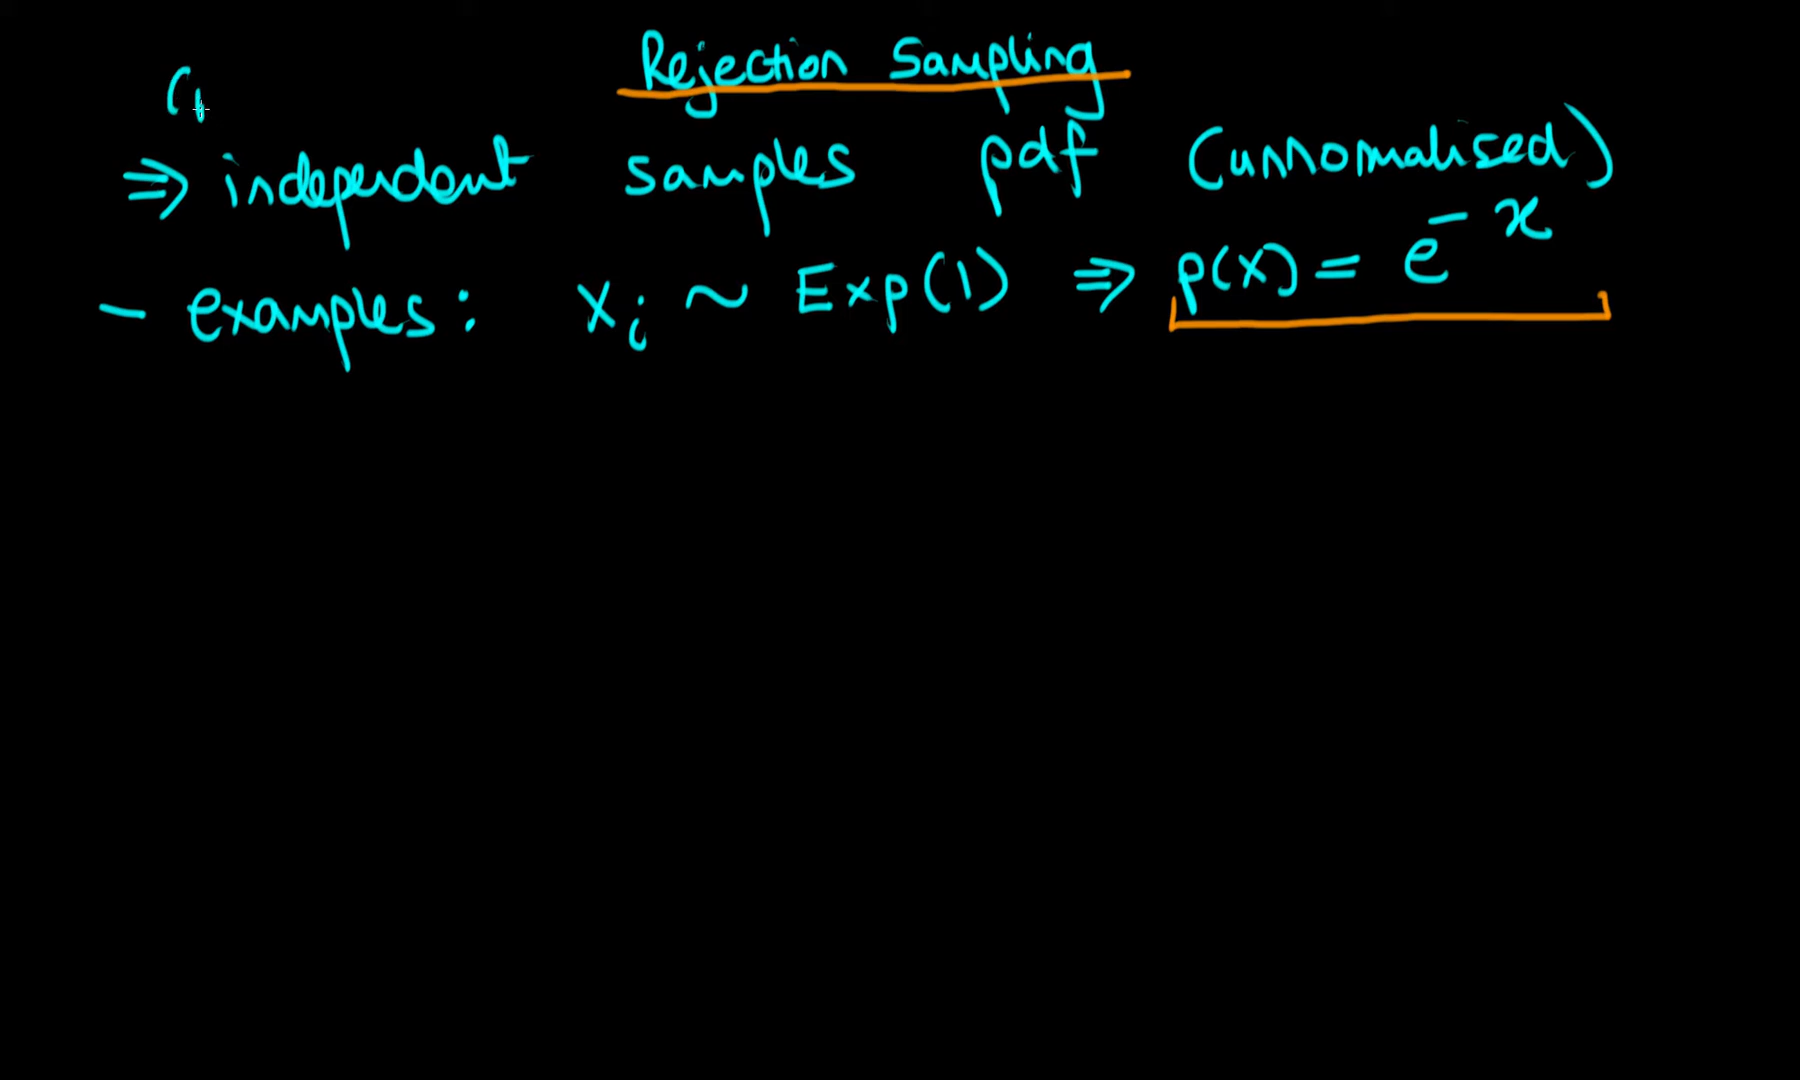 Rejection Sampling
(
⇒ independent samples pdf (unnormalised)
- examples: Xi ~ Exp(1) ⇒ p(x) = e^-x